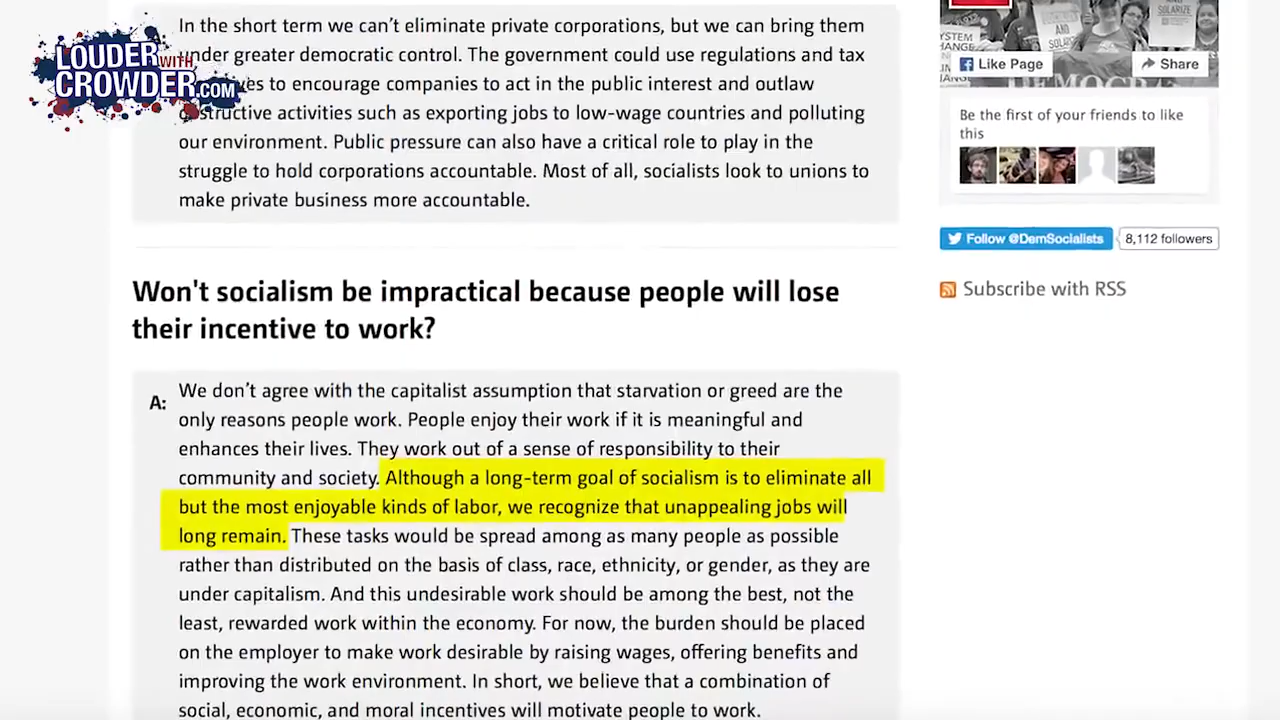 In the short term we can’t eliminate private corporations, but we can bring them
under greater democratic control. The government could use regulations and tax
to encourage companies to act in the public interest and outlaw
destructive activities such as exporting jobs to low-wage countries and polluting
our environment. Public pressure can also have a critical role to play in the
struggle to hold corporations accountable. Most of all, socialists look to unions to
make private business more accountable.
LOUDER WITH
CROWDER.COM
Won't socialism be impractical because people will lose
their incentive to work?
A:
We don’t agree with the capitalist assumption that starvation or greed are the
only reasons people work. People enjoy their work if it is meaningful and
enhances their lives. They work out of a sense of responsibility to their
community and society. Although a long-term goal of socialism is to eliminate all
but the most enjoyable kinds of labor, we recognize that unappealing jobs will
long remain. These tasks would be spread among as many people as possible
rather than distributed on the basis of class, race, ethnicity, or gender, as they are
under capitalism. And this undesirable work should be among the best, not the
least, rewarded work within the economy. For now, the burden should be placed
on the employer to make work desirable by raising wages, offering benefits and
improving the work environment. In short, we believe that a combination of
social, economic, and moral incentives will motivate people to work.
AND
SOLARIZE
SYSTEM
Like Page
Share
Be the first of your friends to like
this
Follow @DemSocialists
8,112 followers
Subscribe with RSS